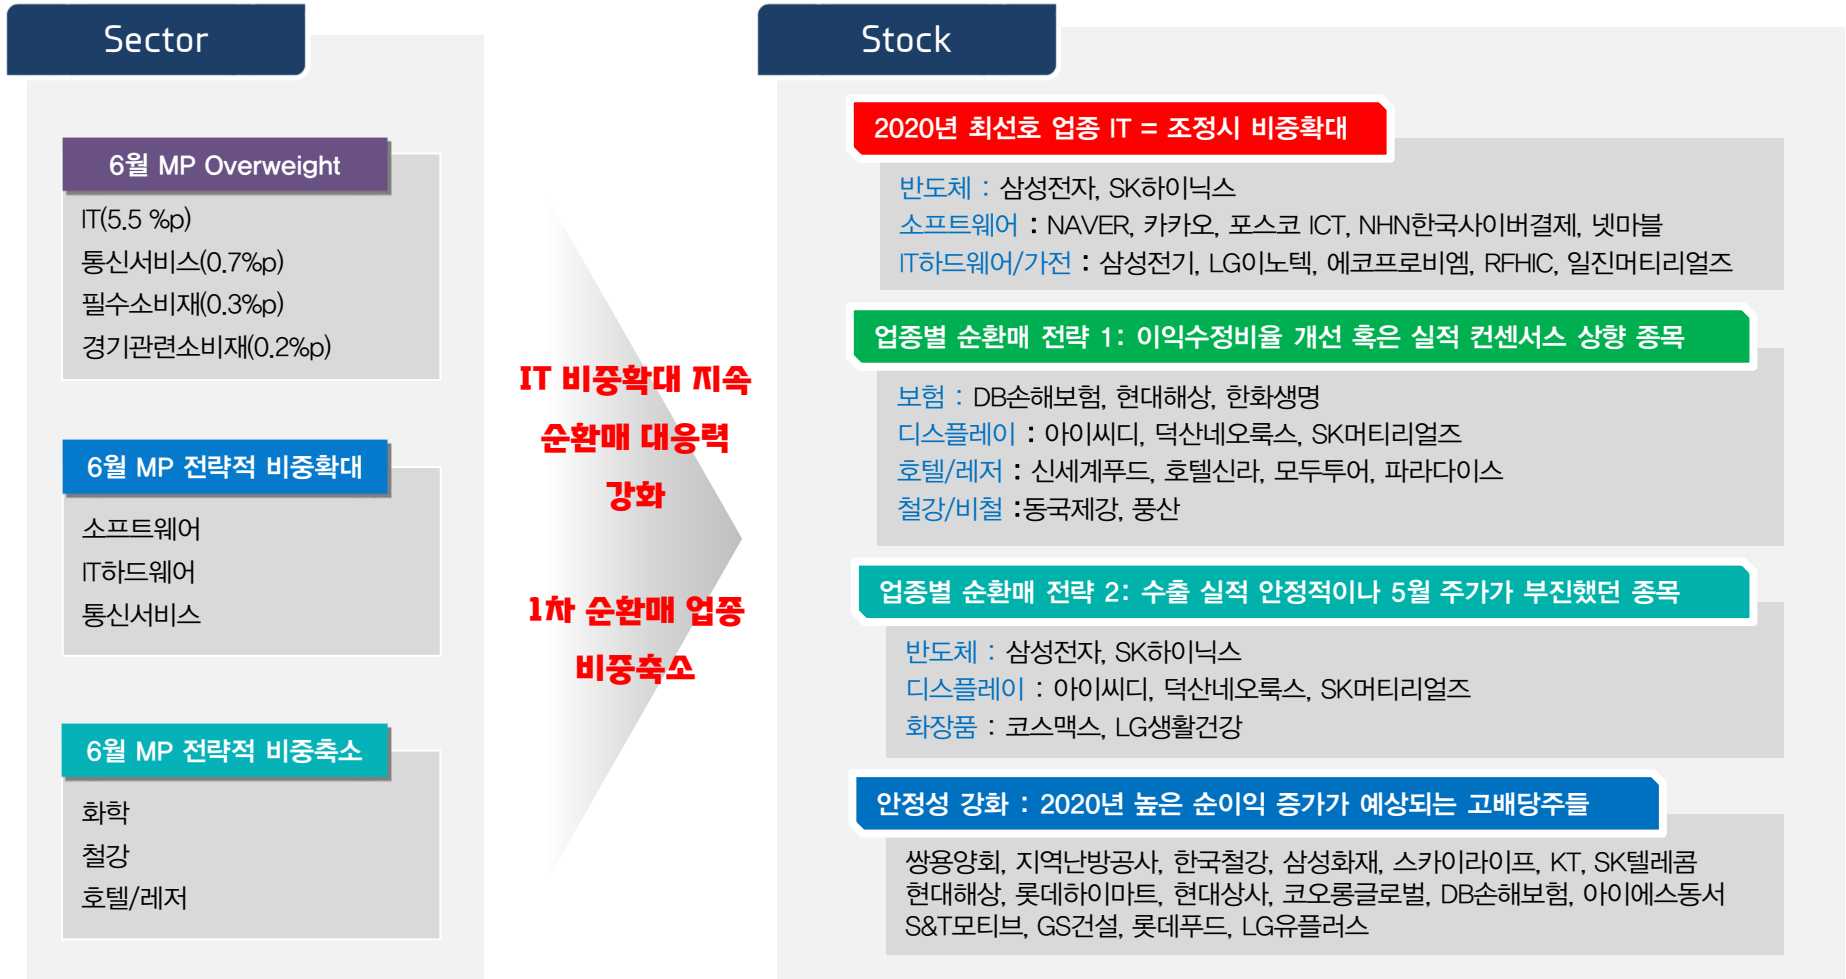 Sector
6월 MP Overweight
IT(5.5 %p)
통신서비스(0.7%p)
필수소비재(0.3%p)
경기관련소비재(0.2%p)
6월 MP 전략적 비중확대
소프트웨어
IT하드웨어
통신서비스
6월 MP 전략적 비중축소
화학
철강
호텔/레저
IT 비중확대 지속
순환매 대응력
강화
1차 순환매 업종
비중축소
Stock
2020년 최선호 업종 IT = 조정시 비중확대
반도체 : 삼성전자, SK하이닉스
소프트웨어 : NAVER, 카카오, 포스코 ICT, NHN한국사이버결제, 넷마블
IT하드웨어/가전 : 삼성전기, LG이노텍, 에코프로비엠, RFHIC, 일진머티리얼즈
업종별 순환매 전략 1: 이익수정비율 개선 혹은 실적 컨센서스 상향 종목
보험 : DB손해보험, 현대해상, 한화생명
디스플레이 : 아이씨디, 덕산네오룩스, SK머티리얼즈
호텔/레저 : 신세계푸드, 호텔신라, 모두투어, 파라다이스
철강/비철 :동국제강, 풍산
업종별 순환매 전략 2: 수출 실적 안정적이나 5월 주가가 부진했던 종목
반도체 : 삼성전자, SK하이닉스
디스플레이 : 아이씨디, 덕산네오룩스, SK머티리얼즈
화장품 : 코스맥스, LG생활건강
안정성 강화 : 2020년 높은 순이익 증가가 예상되는 고배당주들
쌍용양회, 지역난방공사, 한국철강, 삼성화재, 스카이라이프, KT, SK텔레콤
현대해상, 롯데하이마트, 현대상사, 코오롱글로벌, DB손해보험, 아이에스동서
S&T모티브, GS건설, 롯데푸드, LG유플러스